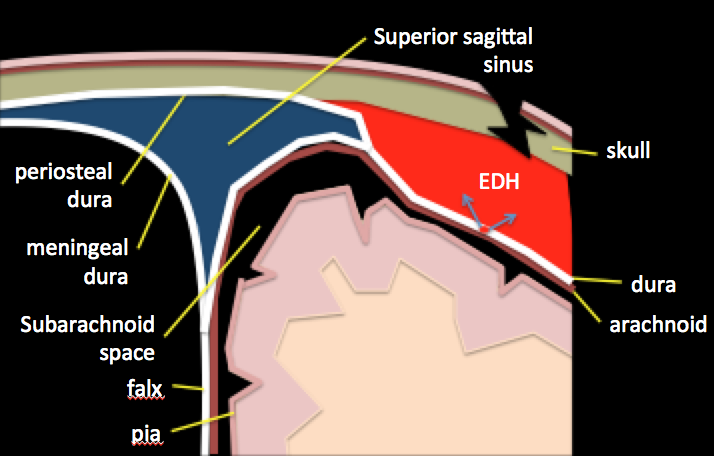 Superior sagittal
sinus
skull
EDH
periosteal
dura
meningeal
dura
dura
Subarachnoid
space
arachnoid
falx
pia